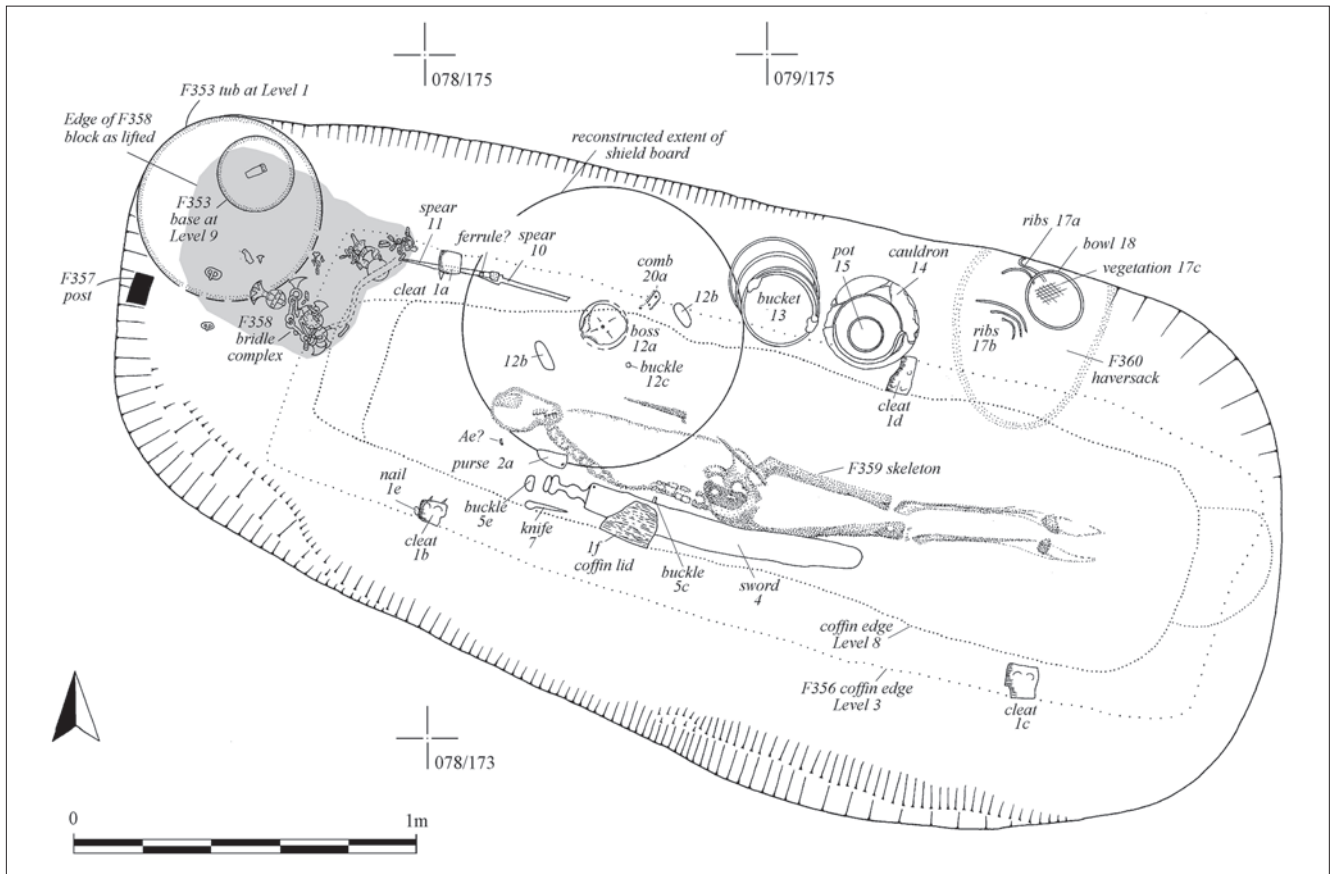 078/175
079/175
F353 tub at Level 1
Edge of F358
block as lifted
reconstructed extent of
shield board
F353
base at
Level 9
spear
11
ferrule?
spear
10
cleat 1a
F357
post
F358
bridle
complex
comb
20a
12b
boss
12a
12b
buckle
12c
bucket
13
pot
15
cauldron
14
cleat
1d
ribs 17a
bowl 18
vegetation 17c
ribs
17b
F360
haversack
Ae?
purse 2a
nail
1e
cleat
1b
buckle
5e
knife
7
1f
coffin lid
buckle
5c
sword
4
F359 skeleton
coffin edge
Level 8
F356 coffin edge
Level 3
cleat
1c
078/173
0
1m